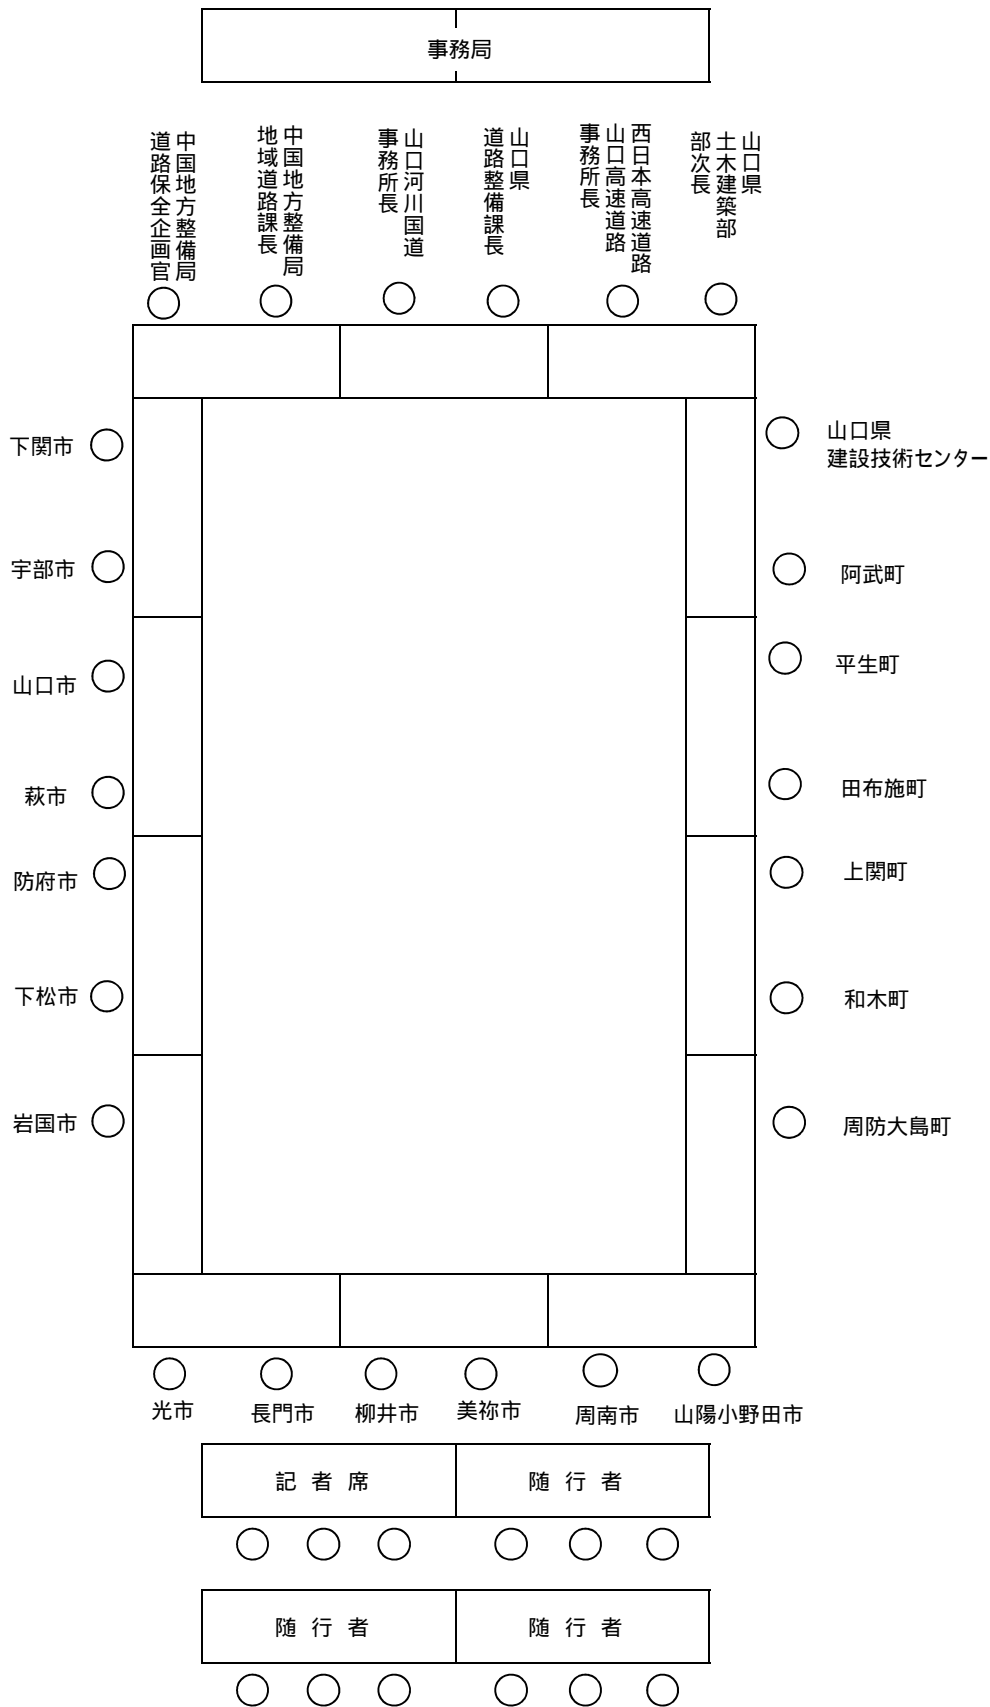 事務局
中国地方整備局
道路保全企画官
中国地方整備局
地域道路課長
山口河川国道
事務所長
山口県
道路整備課長
西日本高速道路
山口高速道路
事務所長
山口県
土木建築部
部次長
下関市
宇部市
山口市
萩市
防府市
下松市
岩国市
山口県
建設技術センター
阿武町
平生町
田布施町
上関町
和木町
周防大島町
光市
長門市
柳井市
美祢市
周南市
山陽小野田市
記者席
随行者
随行者
随行者